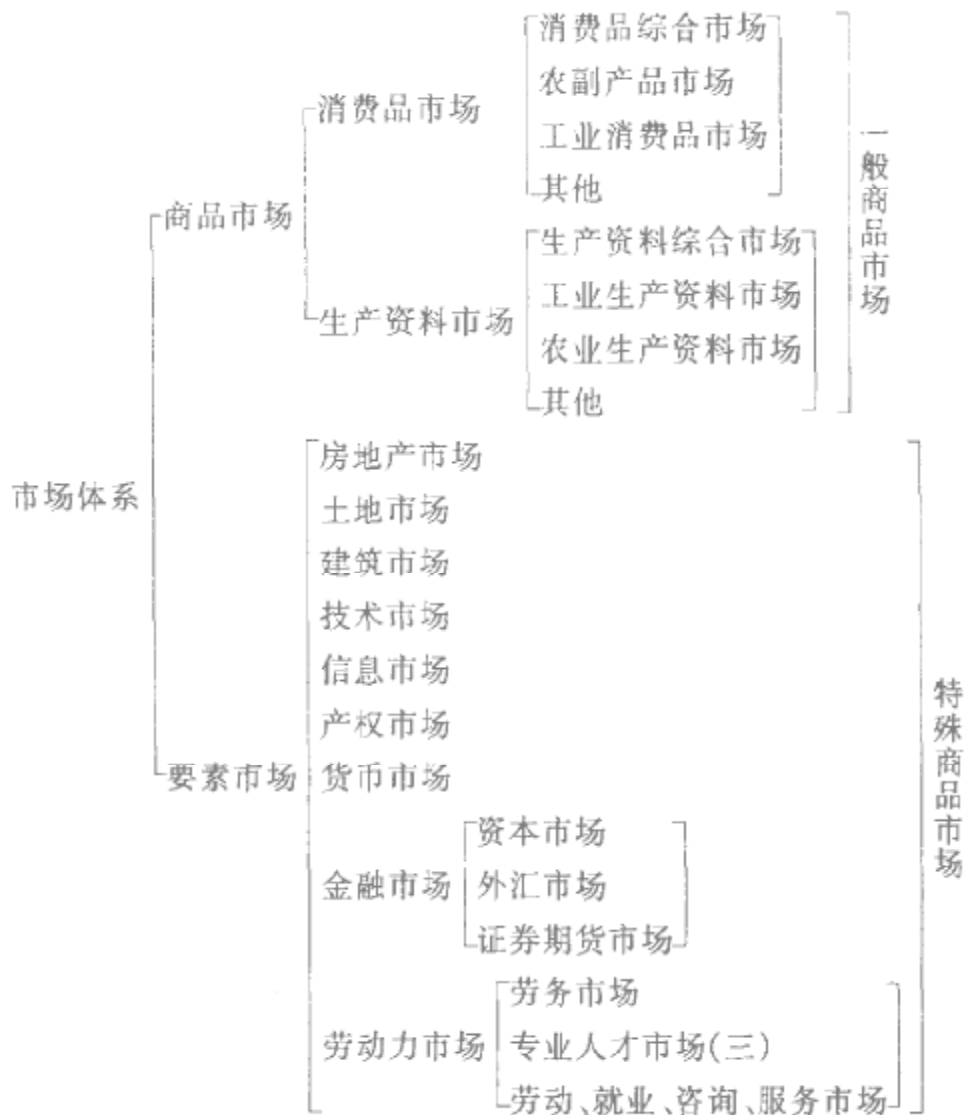 市场体系
商品市场
消费品市场
消费品综合市场
农副产品市场
工业消费品市场
其他
生产资料市场
生产资料综合市场
工业生产资料市场
农业生产资料市场
其他
一般商品市场
要素市场
房地产市场
土地市场
建筑市场
技术市场
信息市场
产权市场
货币市场
金融市场
资本市场
外汇市场
证券期货市场
劳动力市场
劳务市场
专业人才市场(三)
劳动、就业、咨询、服务市场
特殊商品市场